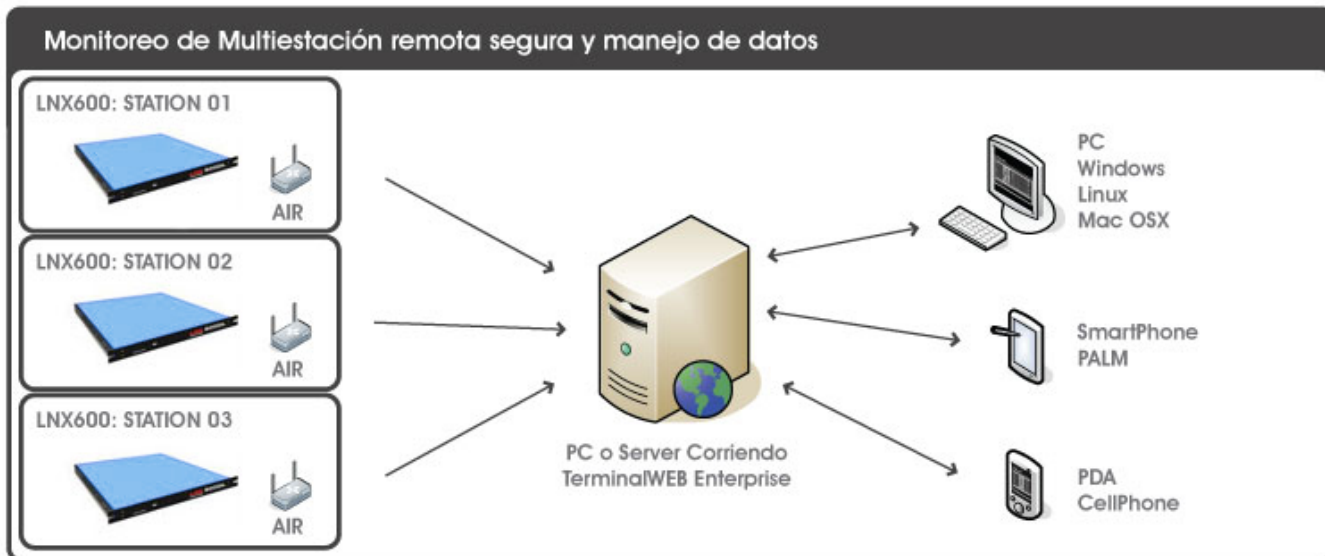 Monitoreo de Multiestación remota segura y manejo de datos
LNX600: STATION 01
AIR
LNX600: STATION 02
AIR
LNX600: STATION 03
AIR
PC o Server Corriendo
TerminalWEB Enterprise
PC
Windows
Linux
Mac OSX
SmartPhone
PALM
PDA
CellPhone